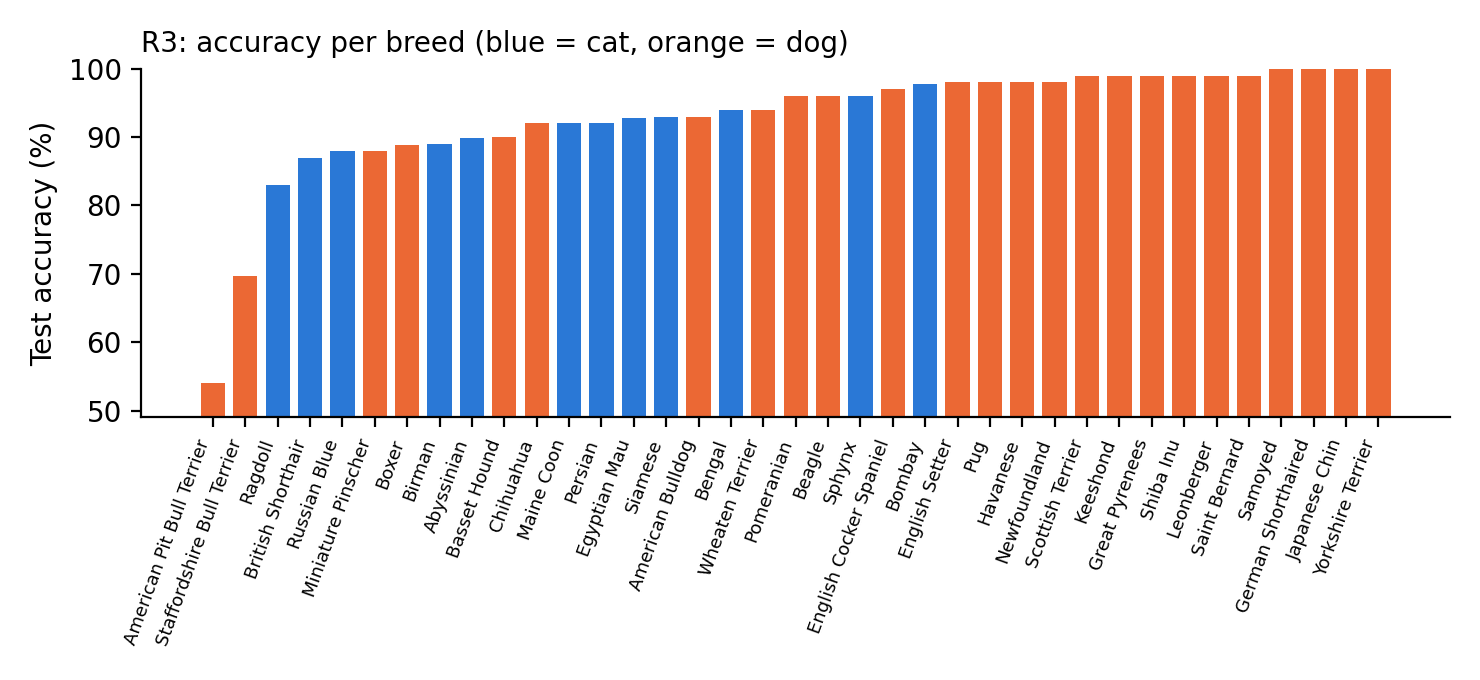 R3: accuracy per breed (blue = cat, orange = dog)
Test accuracy (%)
100
90
80
70
60
50
American Pit Bull Terrier
Staffordshire Bull Terrier
Ragdoll
British Shorthair
Russian Blue
Miniature Pinscher
Boxer
Birman
Abyssinian
Basset Hound
Chihuahua
Maine Coon
Persian
Egyptian Mau
Siamese
American Bulldog
Bengal
Wheaten Terrier
Pomeranian
Beagle
Sphynx
English Cocker Spaniel
Bombay
English Setter
Pug
Havanese
Newfoundland
Scottish Terrier
Keeshond
Great Pyrenees
Shiba Inu
Leonberger
Saint Bernard
Samoyed
German Shorthaired
Japanese Chin
Yorkshire Terrier